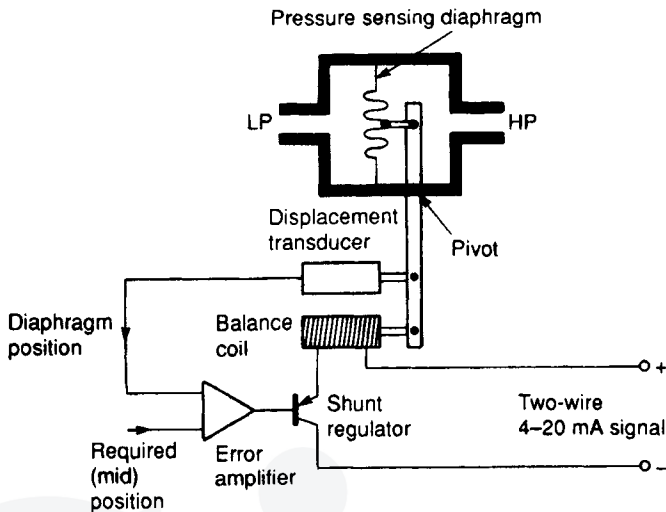 Pressure sensing diaphragm
LP
HP
Displacement
transducer
Pivot
Diaphragm
position
Balance
coil
+
Shunt
regulator
Two-wire
4–20 mA signal
Required
(mid)
position
Error
amplifier
–